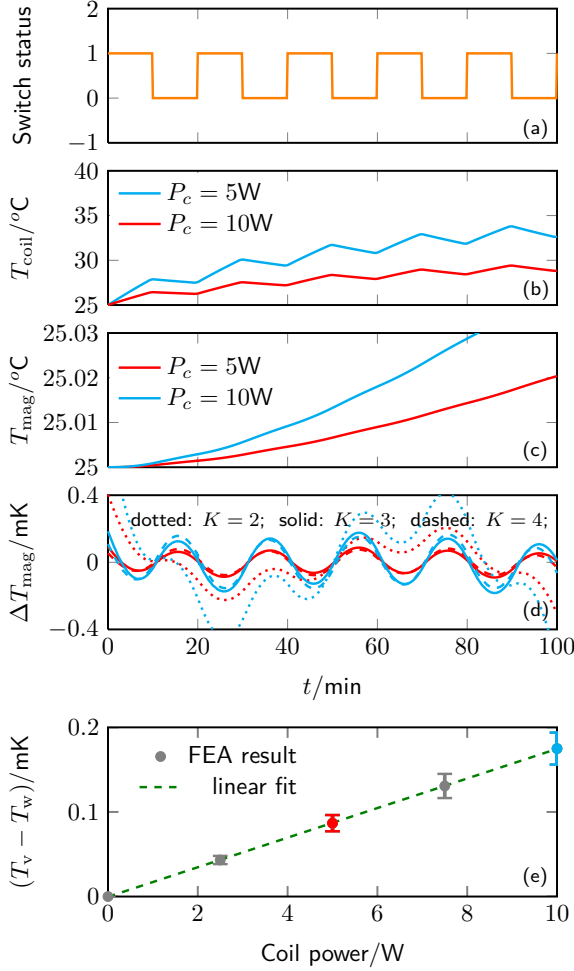 2
1
0
−1
Switch status
(a)
40
35
30
25
T_coil/°C
P_c = 5W
P_c = 10W
(b)
25.03
25.02
25.01
25
T_mag/°C
P_c = 5W
P_c = 10W
(c)
0.4
0
−0.4
ΔT_mag/mK
dotted: K = 2; solid: K = 3; dashed: K = 4;
(d)
0 20 40 60 80 100
t/min
0.2
0.1
0
(T_v − T_w)/mK
FEA result
linear fit
(e)
0 2 4 6 8 10
Coil power/W